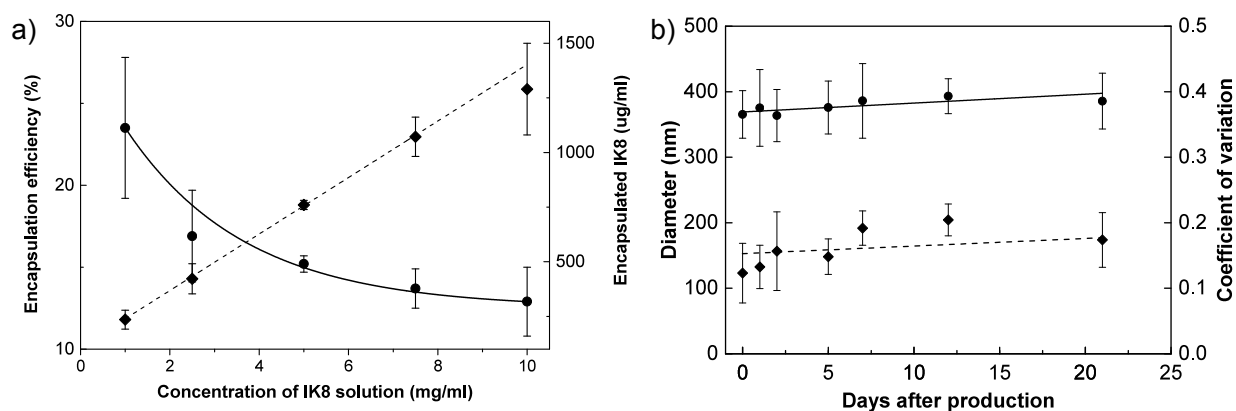 a)
30
20
10
Encapsulation efficiency (%)
0 2 4 6 8 10
Concentration of IK8 solution (mg/ml)
1500
1000
500
Encapsulated IK8 (ug/ml)
b)
500
400
300
200
100
0
Diameter (nm)
0 5 10 15 20 25
Days after production
0.5
0.4
0.3
0.2
0.1
0.0
Coefficient of variation